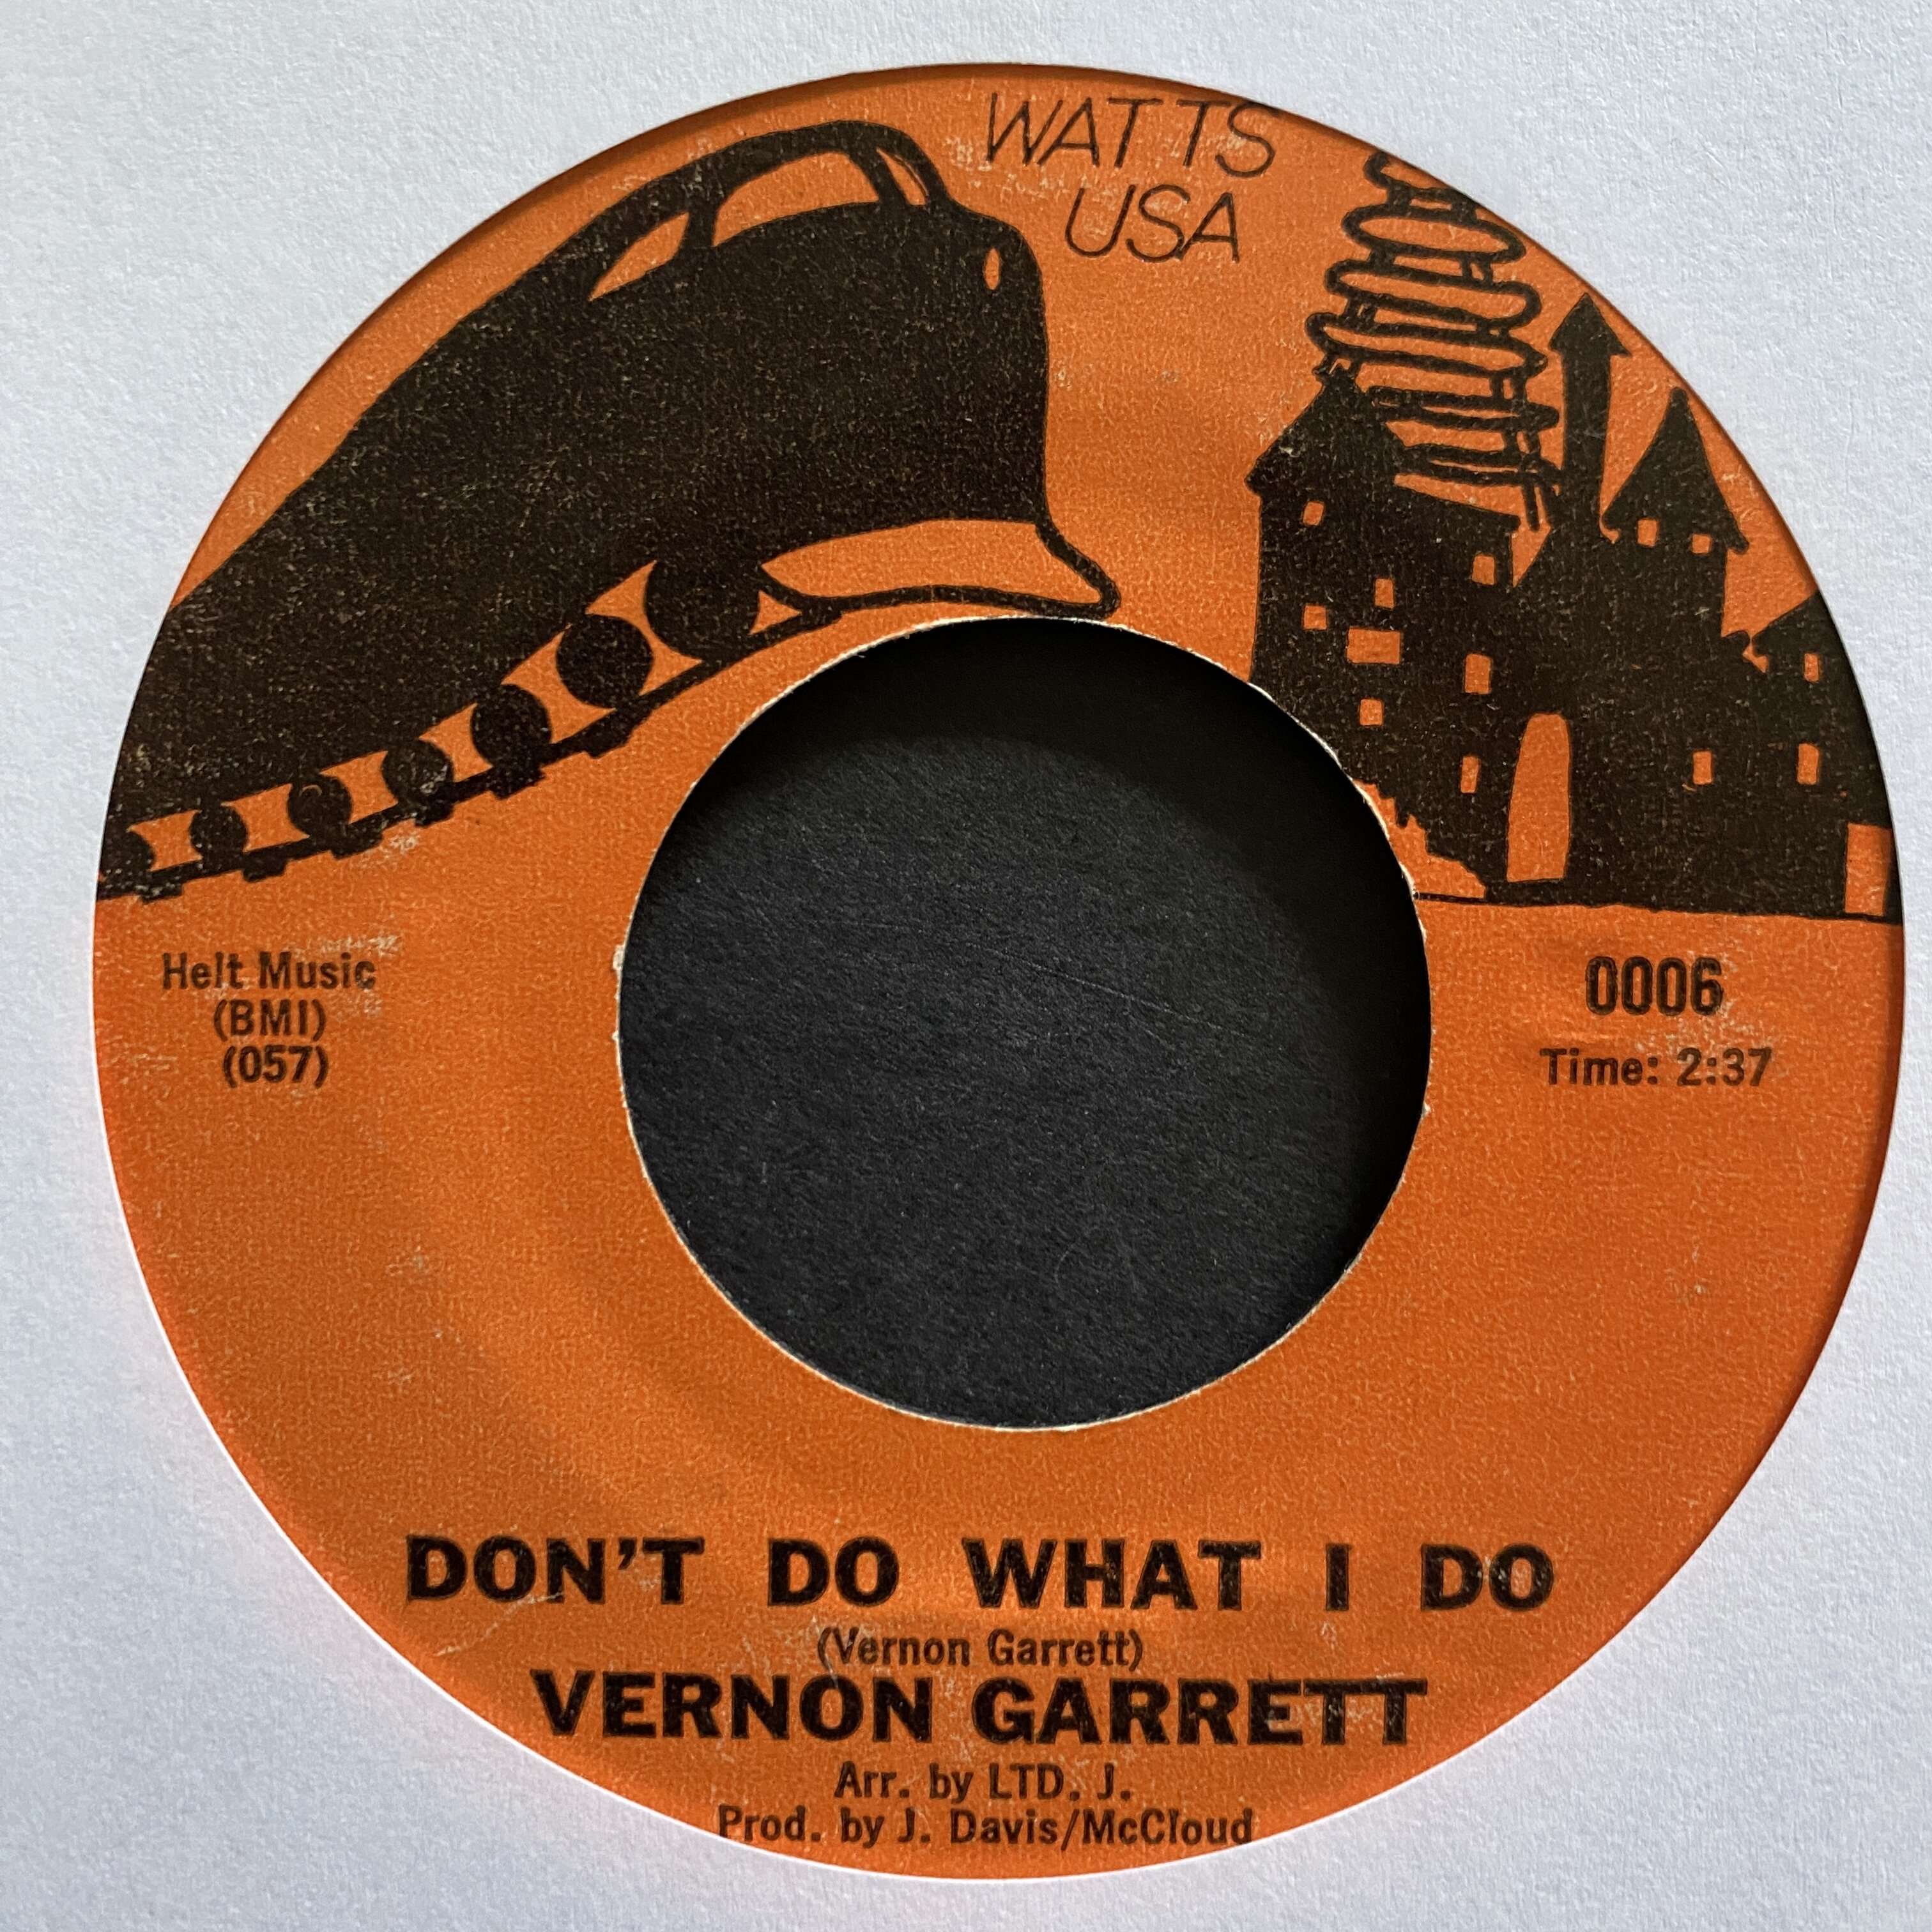 WATTS
USA
Helt Music
(BMI)
(057)
0006
Time: 2:37
DON'T DO WHAT I DO
(Vernon Garrett)
VERNON GARRETT
Arr. by LTD. J.
Prod. by J. Davis/McCloud